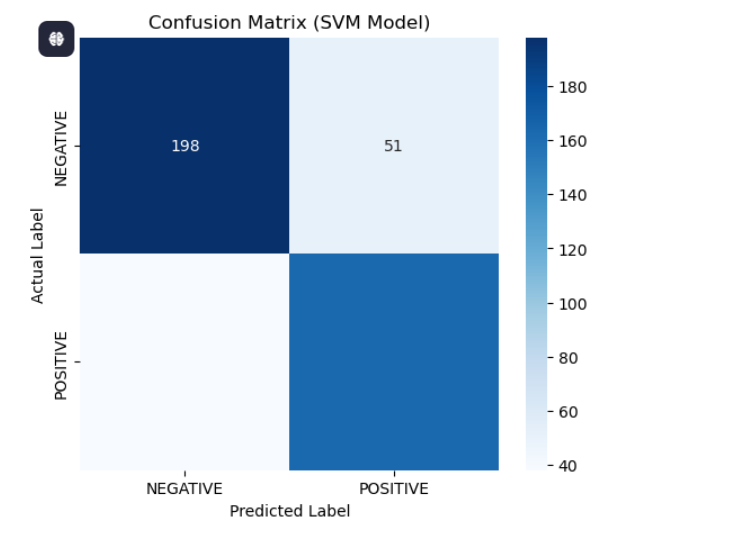 Confusion Matrix (SVM Model)
NEGATIVE
198
51
POSITIVE
Actual Label
NEGATIVE
POSITIVE
Predicted Label
180
160
140
120
100
80
60
40